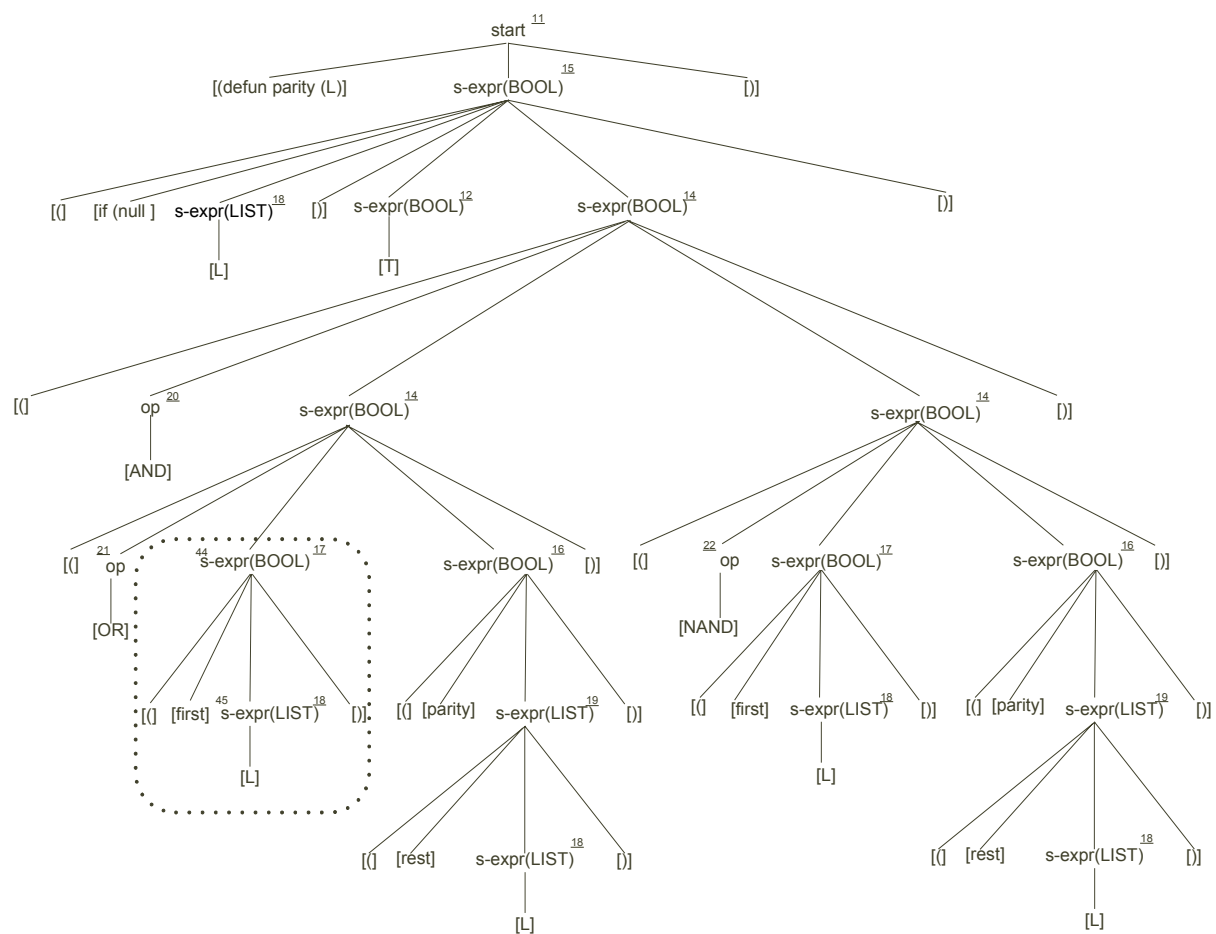 start 11
[(defun parity (L)] s-expr(BOOL) 15 [)]
[(] [if (null ] s-expr(LIST) 18 [)] s-expr(BOOL) 12 s-expr(BOOL) 14 [)]
[L] [T]
[(] op 20 s-expr(BOOL) 14 s-expr(BOOL) 14 [)]
[AND]
[(] 21 op 44 s-expr(BOOL) 17 s-expr(BOOL) 16 [)] [(] 22 op s-expr(BOOL) 17 s-expr(BOOL) 16 [)]
[OR] [NAND]
[(] [first] 45 s-expr(LIST) 18 [)] [(] [parity] s-expr(LIST) 19 [)] [(] [first] s-expr(LIST) 18 [)] [(] [parity] s-expr(LIST) 19 [)]
[L] [L]
[(] [rest] s-expr(LIST) 18 [)] [(] [rest] s-expr(LIST) 18 [)]
[L] [L]